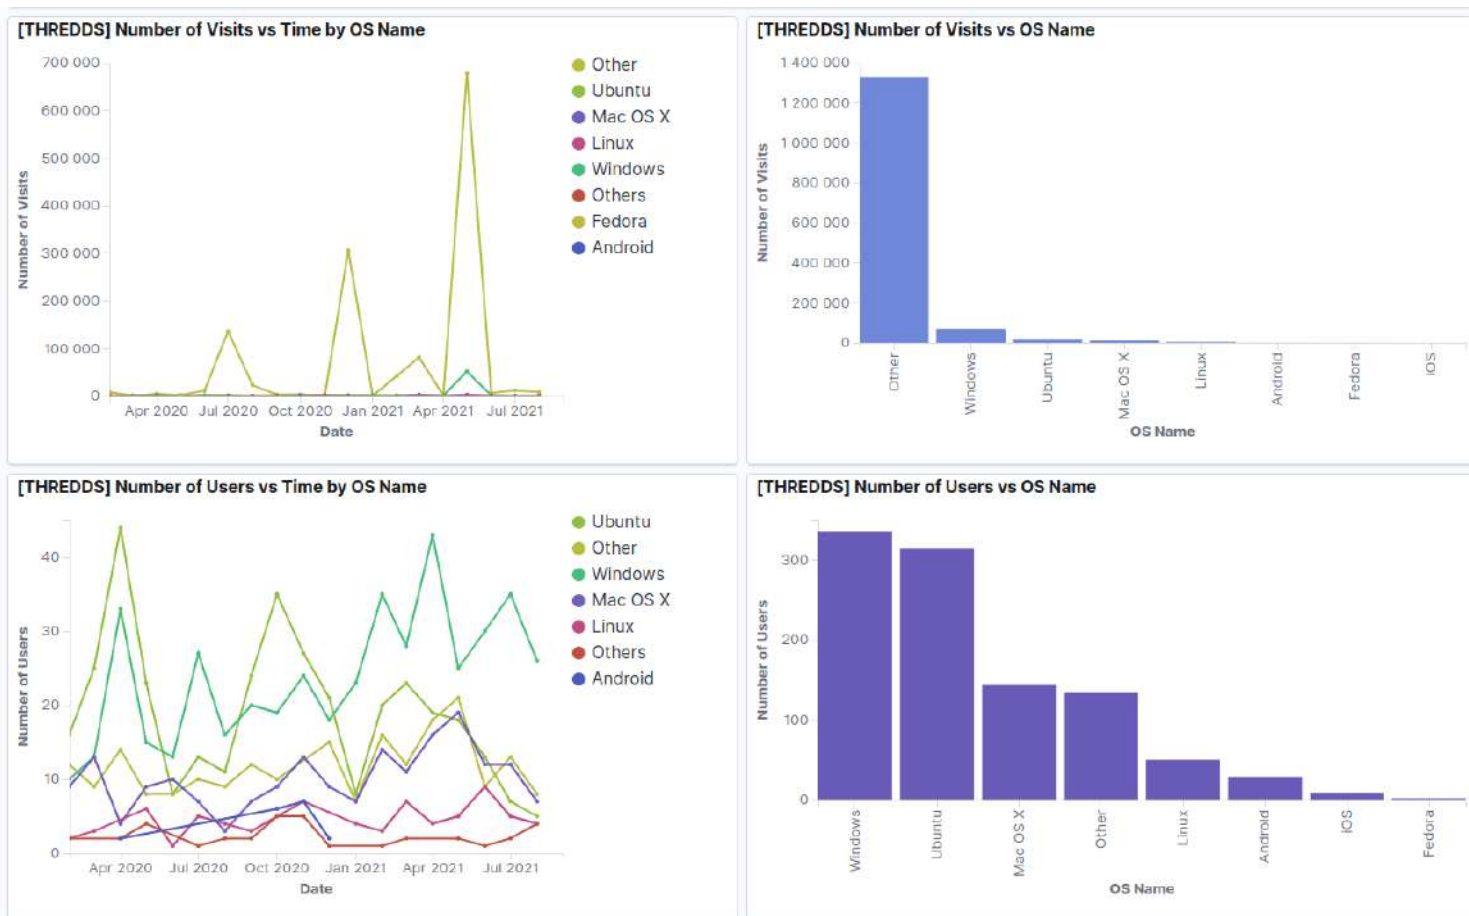 [THREDDS] Number of Visits vs Time by OS Name
Number of Visits
700 000
600 000
500 000
400 000
300 000
200 000
100 000
0
Apr 2020
Jul 2020
Oct 2020
Jan 2021
Apr 2021
Jul 2021
Date
Other
Ubuntu
Mac OS X
Linux
Windows
Others
Fedora
Android
[THREDDS] Number of Visits vs OS Name
Number of Visits
1 400 000
1 200 000
1 000 000
800 000
600 000
400 000
200 000
0
Other
Windows
Ubuntu
Mac OS X
Linux
Android
Fedora
iOS
OS Name
[THREDDS] Number of Users vs Time by OS Name
Number of Users
40
30
20
10
0
Apr 2020
Jul 2020
Oct 2020
Jan 2021
Apr 2021
Jul 2021
Date
Ubuntu
Other
Windows
Mac OS X
Linux
Others
Android
[THREDDS] Number of Users vs OS Name
Number of Users
300
200
100
0
Windows
Ubuntu
Mac OS X
Other
Linux
Android
iOS
Fedora
OS Name